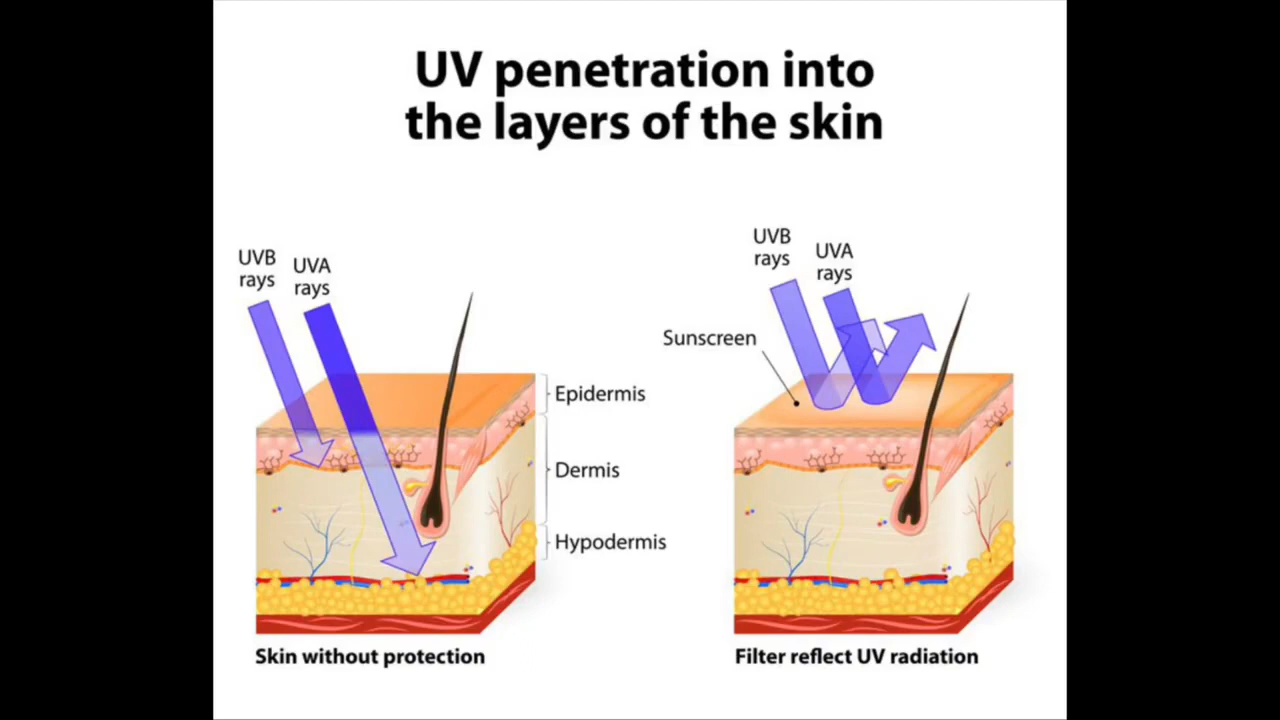 UV penetration into
the layers of the skin
UVB
rays
UVA
rays
Epidermis
Dermis
Hypodermis
Skin without protection
UVB
rays
UVA
rays
Sunscreen
Filter reflect UV radiation